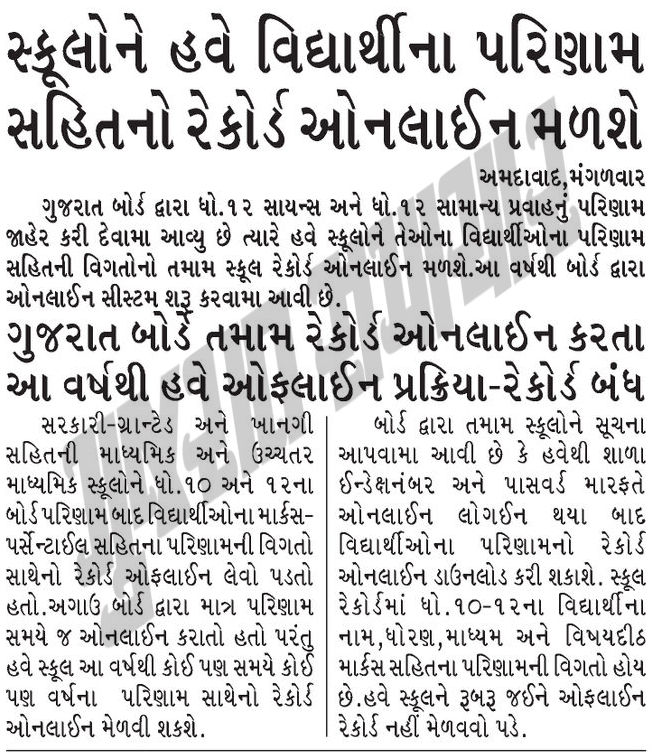 સ્કૂલોને હવે વિદ્યાર્થીના પરિણામ
સહિતનો રેકોર્ડ ઓનલાઈન મળશે
અમદાવાદ,મંગળવાર
ગુજરાત બોર્ડ દ્વારા ધો.૧૨ સાયન્સ અને ધો.૧૨ સામાન્ય પ્રવાહનું પરિણામ
જાહેર કરી દેવામા આવ્યુ છે ત્યારે હવે સ્કૂલોને તેઓના વિદ્યાર્થીઓના પરિણામ
સહિતની વિગતોનો તમામ સ્કૂલ રેકોર્ડ ઓનલાઈન મળશે.આ વર્ષથી બોર્ડ દ્વારા
ઓનલાઈન સીસ્ટમ શરૂ કરવામા આવી છે.
ગુજરાત બોર્ડે તમામ રેકોર્ડ ઓનલાઈન કરતા
આ વર્ષથી હવે ઓફલાઈન પ્રક્રિયા-રેકોર્ડ બંધ
સરકારી-ગ્રાન્ટેડ અને ખાનગી
સહિતની માધ્યમિક અને ઉચ્ચતર
માધ્યમિક સ્કૂલોને ધો.૧૦ અને ૧૨ના
બોર્ડ પરિણામ બાદ વિદ્યાર્થીઓના માર્કસ-
પર્સેન્ટાઈલ સહિતના પરિણામની વિગતો
સાથેનો રેકોર્ડ ઓફલાઈન લેવો પડતો
હતો.અગાઉ બોર્ડ દ્વારા માત્ર પરિણામ
સમયે જ ઓનલાઈન કરાતો હતો પરંતુ
હવે સ્કૂલ આ વર્ષથી કોઈ પણ સમયે કોઈ
પણ વર્ષના પરિણામ સાથેનો રેકોર્ડ
ઓનલાઈન મેળવી શકશે.
બોર્ડ દ્વારા તમામ સ્કૂલોને સૂચના
આપવામા આવી છે કે હવેથી શાળા
ઈન્ડેક્ષનંબર અને પાસવર્ડ મારફતે
ઓનલાઈન લોગઈન થયા બાદ
વિદ્યાર્થીઓના પરિણામનો રેકોર્ડ
ઓનલાઈન ડાઉનલોડ કરી શકાશે. સ્કૂલ
રેકોર્ડમાં ધો.૧૦-૧૨ના વિદ્યાર્થીના
નામ,ધોરણ,માધ્યમ અને વિષયદીઠ
માર્કસ સહિતના પરિણામની વિગતો હોય
છે.હવે સ્કૂલને રૂબરૂ જઈને ઓફલાઈન
રેકોર્ડ નહીં મેળવવો પડે.